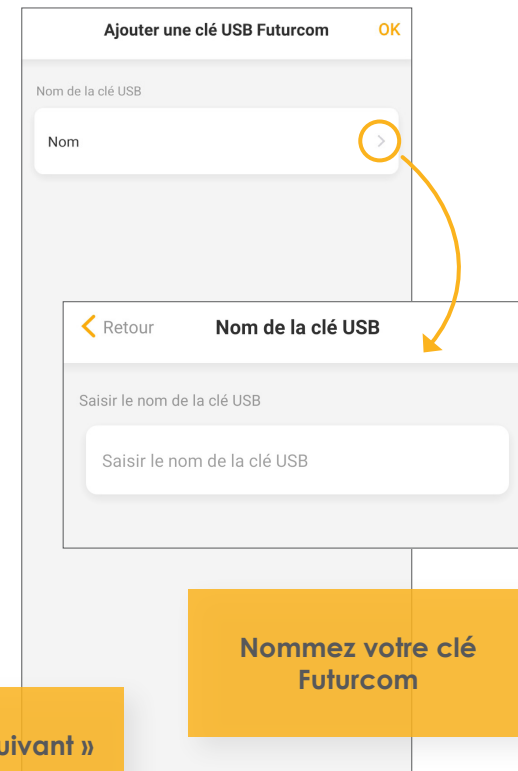 Ajouter une clé USB Futurcom OK
Nom de la clé USB
Nom
Retour Nom de la clé USB
Saisir le nom de la clé USB
Saisir le nom de la clé USB
Nommez votre clé
Futurcom
uivant »